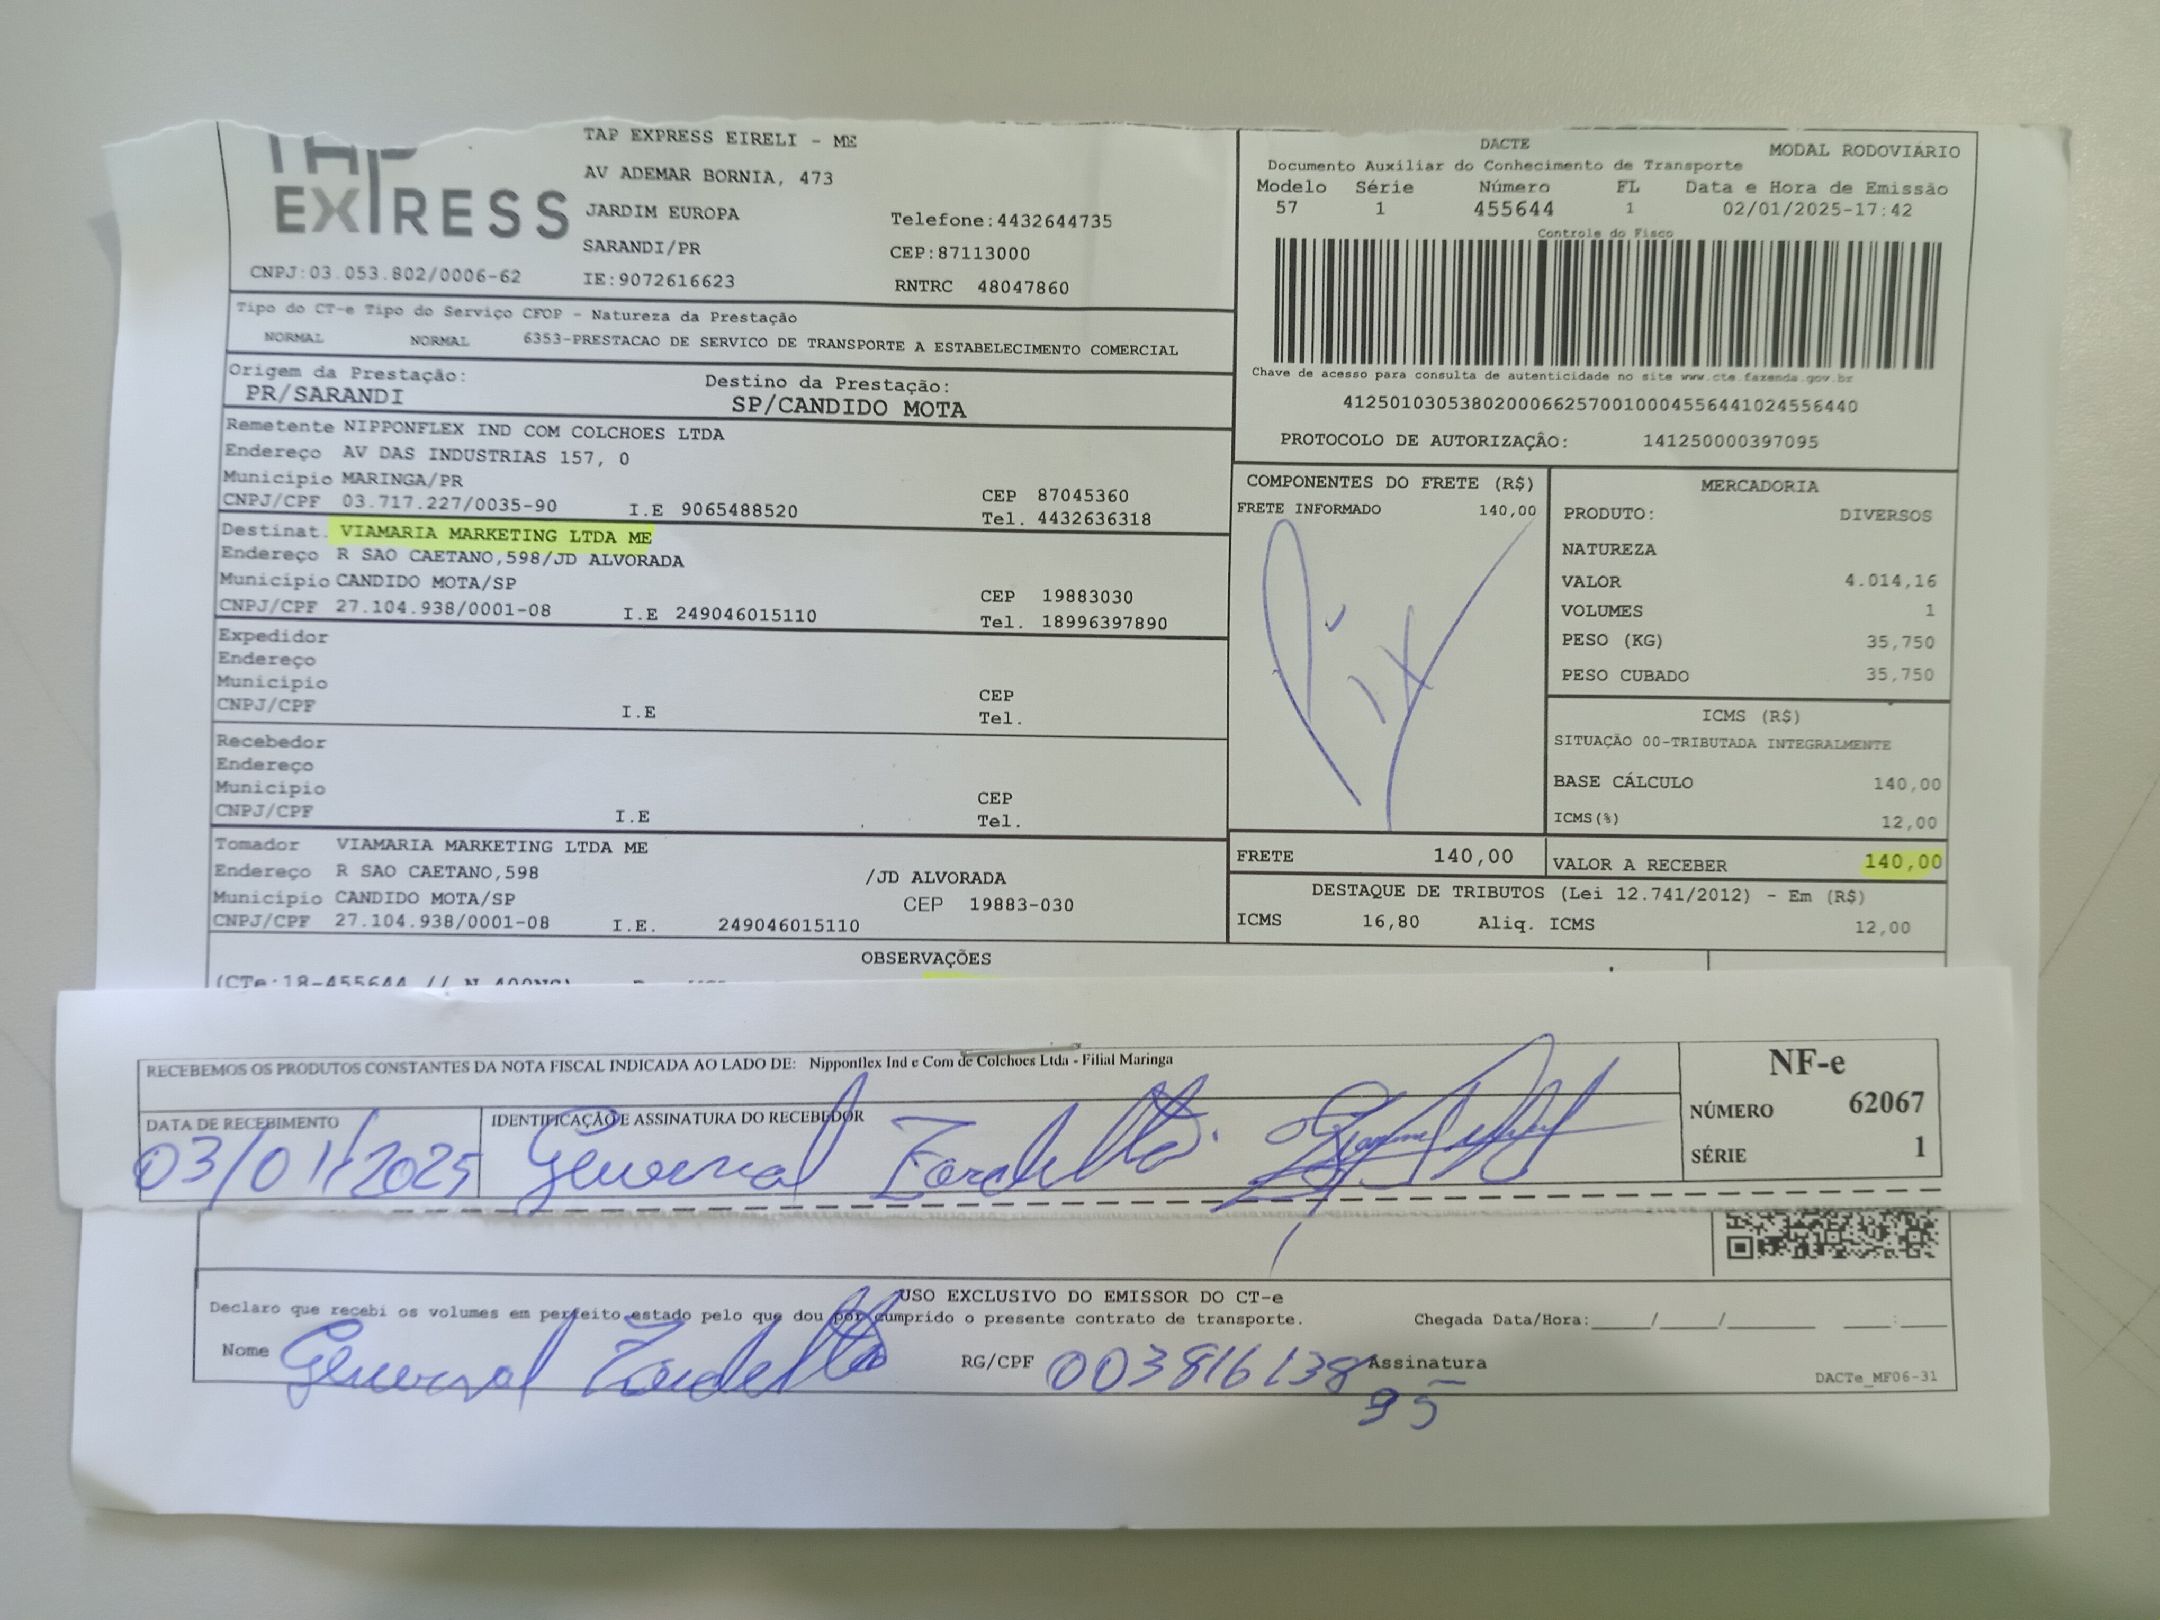 EXPRESS
CNPJ:03.053.802/0006-62
TAP EXPRESS EIRELI - ME
AV ADEMAR BORNIA, 473
JARDIM EUROPA
SARANDI/PR
IE:9072616623
Telefone:4432644735
CEP:87113000
RNTRC 48047860
DACTE
MODAL RODOVIÁRIO
Documento Auxiliar do Conhecimento de Transporte
Modelo Série Número FL Data e Hora de Emissão
57 1 455644 1 02/01/2025-17:42
Controle do Fisco
Chave de acesso para consulta de autenticidade no site www.cte.fazenda.gov.br
41250103053802000662570010004556441024556440
PROTOCOLO DE AUTORIZAÇÂO: 141250000397095
Tipo do CT-e Tipo do Serviço CFOP - Natureza da Prestação
NORMAL NORMAL 6353-PRESTACAO DE SERVICO DE TRANSPORTE A ESTABELECIMENTO COMERCIAL
Origem da Prestação: Destino da Prestação:
PR/SARANDI SP/CANDIDO MOTA
Remetente NIPPONFLEX IND COM COLCHOES LTDA
Endereço AV DAS INDUSTRIAS 157, 0
Município MARINGA/PR CEP 87045360
CNPJ/CPF 03.717.227/0035-90 I.E 9065488520 Tel. 4432636318
Destinat. VIAMARIA MARKETING LTDA ME
Endereço R SAO CAETANO,598/JD ALVORADA
Município CANDIDO MOTA/SP CEP 19883030
CNPJ/CPF 27.104.938/0001-08 I.E 249046015110 Tel. 18996397890
Expedidor
Endereço
Município CEP
CNPJ/CPF I.E Tel.
Recebedor
Endereço
Município CEP
CNPJ/CPF I.E Tel.
Tomador VIAMARIA MARKETING LTDA ME
Endereço R SAO CAETANO,598 /JD ALVORADA
Município CANDIDO MOTA/SP CEP 19883-030
CNPJ/CPF 27.104.938/0001-08 I.E. 249046015110
COMPONENTES DO FRETE (R$)
FRETE INFORMADO 140,00
Pix
MERCADORIA
PRODUTO: DIVERSOS
NATUREZA
VALOR 4.014,16
VOLUMES 1
PESO (KG) 35,750
PESO CUBADO 35,750
ICMS (R$)
SITUAÇÃO 00-TRIBUTADA INTEGRALMENTE
BASE CÁLCULO 140,00
ICMS(%) 12,00
FRETE 140,00 VALOR A RECEBER 140,00
DESTAQUE DE TRIBUTOS (Lei 12.741/2012) - Em (R$)
ICMS 16,80 Aliq. ICMS 12,00
OBSERVAÇÕES
(CTe:18-455644 //
RECEBEMOS OS PRODUTOS CONSTANTES DA NOTA FISCAL INDICADA AO LADO DE: Nipponflex Ind e Com de Colchoes Ltda - Filial Maringa
DATA DE RECEBIMENTO IDENTIFICAÇÃO E ASSINATURA DO RECEBEDOR
03/01/2025
NF-e
NÚMERO 62067
SÉRIE 1
USO EXCLUSIVO DO EMISSOR DO CT-e
Declaro que recebi os volumes em perfeito estado pelo que dou por cumprido o presente contrato de transporte. Chegada Data/Hora:____/____/______ ___:___
Nome RG/CPF 003816138 Assinatura
95
DACTe_MF06-31